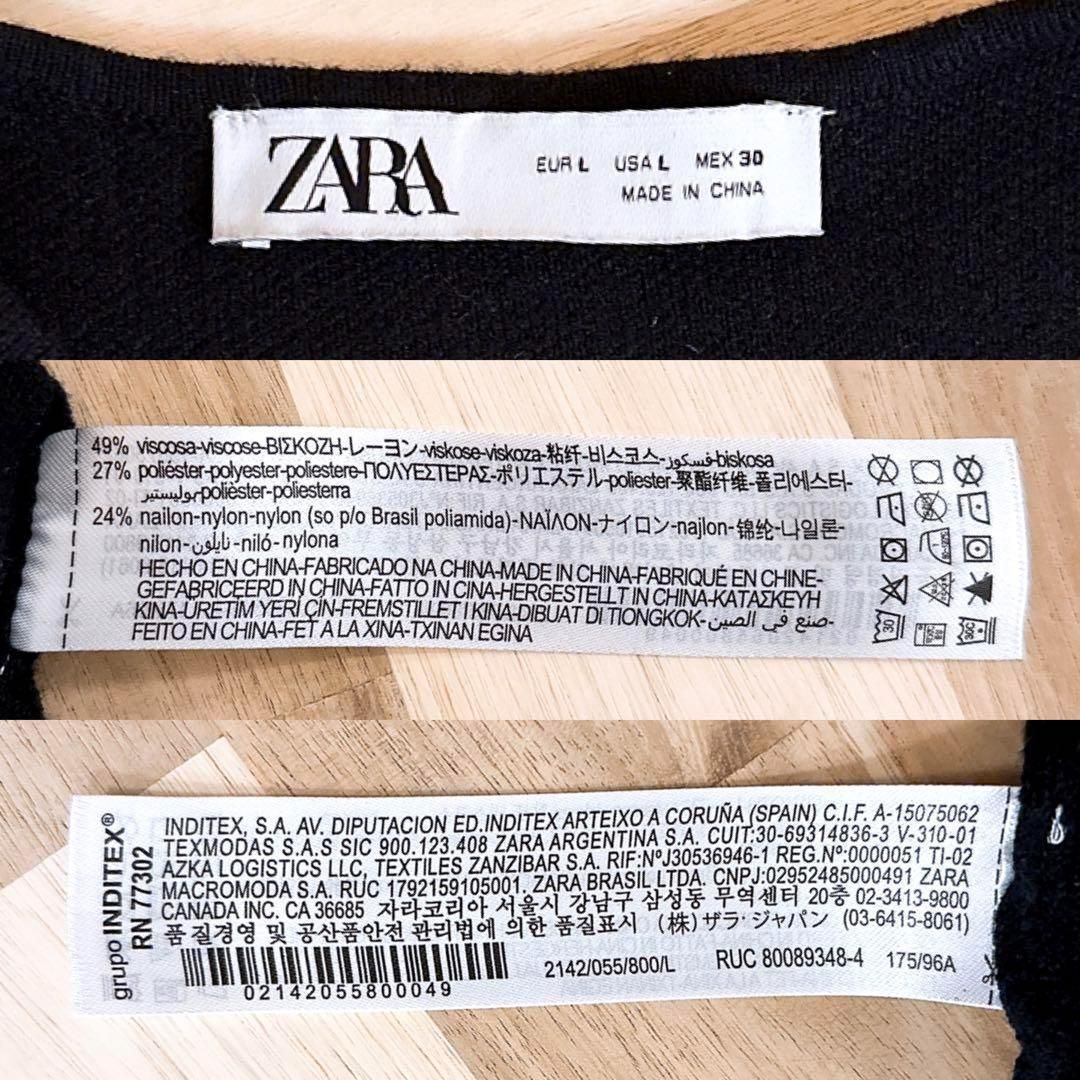 ZARA
EUR L USA L MEX 30
MADE IN CHINA
49% viscosa-viscose-ΒΙΣΚΟΖΗ-レーヨン-viskose-viskoza-粘纤-비스코스-فسكوز-biskosa
27% poliéster-polyester-poliestere-ΠΟΛΥΕΣΤΕΡΑΣ-ポリエステル-poliester-聚酯纤维-폴리에스터-
بوليستير-polièster-poliesterra
24% nailon-nylon-nylon (so p/o Brasil poliamida)-ΝΑΪΛΟΝ-ナイロン-najlon-锦纶-나일론-
nilon-نايلون-niló-nylona
HECHO EN CHINA-FABRICADO NA CHINA-MADE IN CHINA-FABRIQUÉ EN CHINE-
GEFABRICEERD IN CHINA-FATTO IN CINA-HERGESTELLT IN CHINA-ΚΑΤΑΣΚΕΥΗ
ΚΙΝΑ-ÜRETİM YERİ ÇİN-FREMSTILLET I KINA-DIBUAT DI TIONGKOK-صنع في الصين-
FEITO EN CHINA-FET A LA XINA-TXINAN EGINA
30
30C
grupo INDITEX®
RN 77302
INDITEX, S.A. AV. DIPUTACION ED.INDITEX ARTEIXO A CORUÑA (SPAIN) C.I.F. A-15075062
TEXMODAS S.A.S SIC 900.123.408 ZARA ARGENTINA S.A. CUIT:30-69314836-3 V-310-01
AZKA LOGISTICS LLC, TEXTILES ZANZIBAR S.A. RIF:NºJ30536946-1 REG.Nº:0000051 TI-02
MACROMODA S.A. RUC 1792159105001, ZARA BRASIL LTDA. CNPJ:02952485000491 ZARA
CANADA INC. CA 36685 자라코리아 서울시 강남구 삼성동 무역센터 20층 02-3413-9800
품질경영 및 공산품안전 관리법에 의한 품질표시 (株)ザラ・ジャパン (03-6415-8061)
02142055800049
2142/055/800/L RUC 80089348-4 175/96A